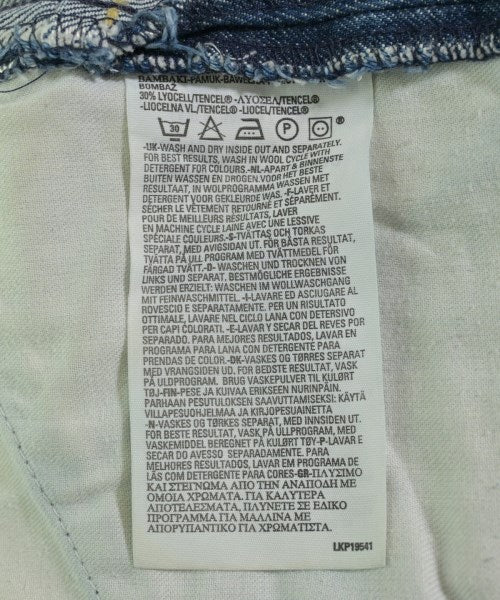 BAMBAKI-PAMUK-BAWEŁNA
BOMBAŽ
30% LYOCELL/TENCEL® -ΛΥΟΣΕΛ/TENCEL®
-LIOCELNA VL./TENCEL® -LIOCEL/TENCEL®
30 P ®
-UK-WASH AND DRY INSIDE OUT AND SEPARATELY.
FOR BEST RESULTS, WASH IN WOOL CYCLE WITH
DETERGENT FOR COLOURS.-NL-APART & BINNENSTE
BUITEN WASSEN EN DROGEN.VOOR HET BESTE
RESULTAAT, IN WOLPROGRAMMA WASSEN MET
DETERGENT VOOR GEKLEURDE WAS.-F-LAVER ET
SÉCHER LE VÊTEMENT RETOURNÉ ET SÉPARÉMENT.
POUR DE MEILLEURS RÉSULTATS, LAVER
EN MACHINE CYCLE LAINE AVEC UNE LESSIVE
SPÉCIALE COULEURS.-S-TVÄTTAS OCH TORKAS
SEPARAT, MED AVIGSIDAN UT. FÖR BÄSTA RESULTAT,
TVÄTTA PÅ ULL PROGRAM MED TVÄTTMEDEL FÖR
FÄRGAD TVÄTT.-D- WASCHEN UND TROCKNEN VON
LINKS UND SEPARAT. BESTMÖGLICHE ERGEBNISSE
WERDEN ERZIELT: WASCHEN IM WOLLWASCHGANG
MIT FEINWASCHMITTEL. -I-LAVARE ED ASCIUGARE AL
ROVESCIO E SEPARATAMENTE. PER UN RISULTATO
OTTIMALE, LAVARE NEL CICLO LANA CON DETERSIVO
PER CAPI COLORATI. -E-LAVAR Y SECAR DEL REVES POR
SEPARADO. PARA MEJORES RESULTADOS, LAVAR EN
PROGRAMA PARA LANA CON DETERGENTE PARA
PRENDAS DE COLOR.-DK-VASKES OG TØRRES SEPARAT
MED VRANGSIDEN UD. FOR BEDSTE RESULTAT, VASK
PÅ ULDPROGRAM. BRUG VASKEPULVER TIL KULØRT
TØJ-FIN-PESE JA KUIVAA ERIKSEEN NURINPÄIN.
PARHAAN PESUTULOKSEN SAAVUTTAMISEKSI: KÄYTÄ
VILLAPESUOHJELMAA JA KIRJOPESUAINETTA
-N-VASKES OG TØRKES SEPARAT, MED INNSIDEN UT.
FOR BESTE RESULTAT, VASK PÅ ULLPROGRAM, MED
VASKEMIDDEL BEREGNET PÅ KULØRT TØY-P-LAVAR E
SECAR DO AVESSO SEPARADAMENTE. PARA
MELHORES RESULTADOS, LAVAR EM PROGRAMA DE
LÃS COM DETERGENTE PARA CORES-GR-ΠΛΥΣΙΜΟ
ΚΑΙ ΣΤΕΓΝΩΜΑ ΑΠΟ ΤΗΝ ΑΝΑΠΟΔΗ ΜΕ
ΟΜΟΙΑ ΧΡΩΜΑΤΑ. ΓΙΑ ΚΑΛΥΤΕΡΑ
ΑΠΟΤΕΛΕΣΜΑΤΑ, ΠΛΥΝΕΤΕ ΣΕ ΕΔΙΚΟ
ΠΡΟΓΡΑΜΜΑ ΓΙΑ ΜΑΛΛΙΝΑ ΜΕ
ΑΠΟΡΥΠΑΝΤΙΚΟ ΓΙΑ ΧΡΩΜΑΤΙΣΤΑ.
LKP19541